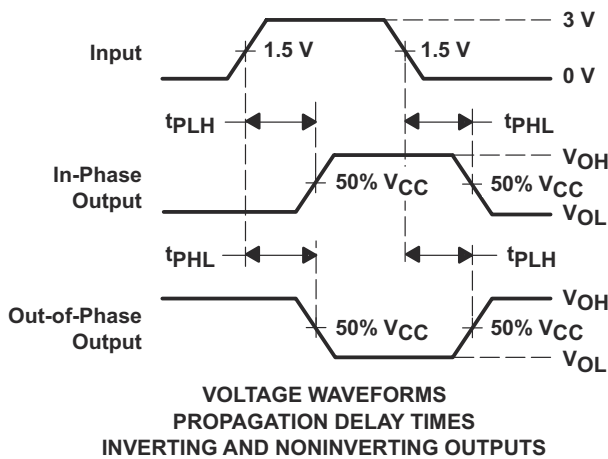 3 V
Input 1.5 V 1.5 V
0 V
tPLH tPHL
VOH
In-Phase
Output
50% VCC 50% VCC
VOL
tPHL tPLH
VOH
Out-of-Phase
Output
50% VCC 50% VCC
VOL
VOLTAGE WAVEFORMS
PROPAGATION DELAY TIMES
INVERTING AND NONINVERTING OUTPUTS